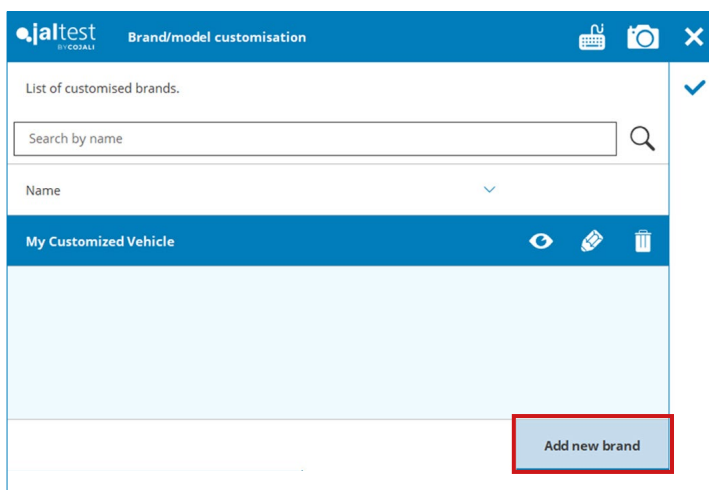 jaltest
BY COJALI
Brand/model customisation
List of customised brands.
Search by name
Name
My Customized Vehicle
Add new brand